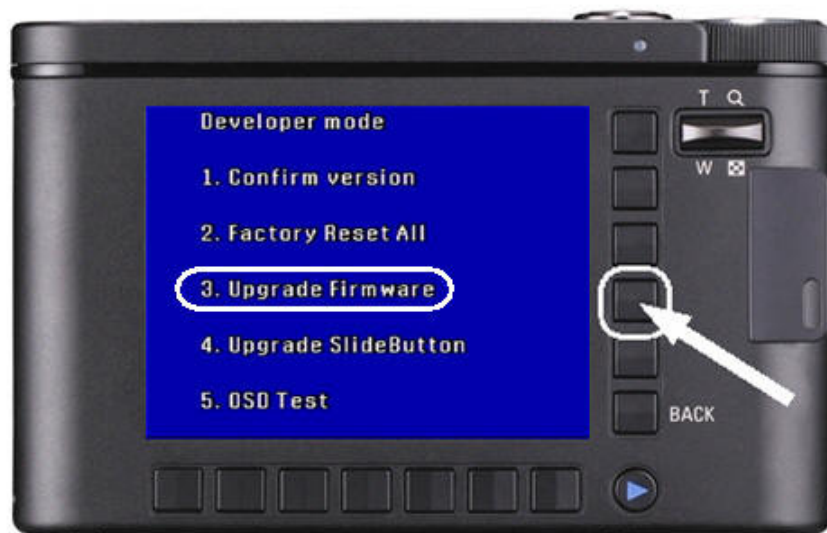 T
W
Developer mode
1. Confirm version
2. Factory Reset All
3. Upgrade Firmware
4. Upgrade SlideButton
5. OSD Test
BACK